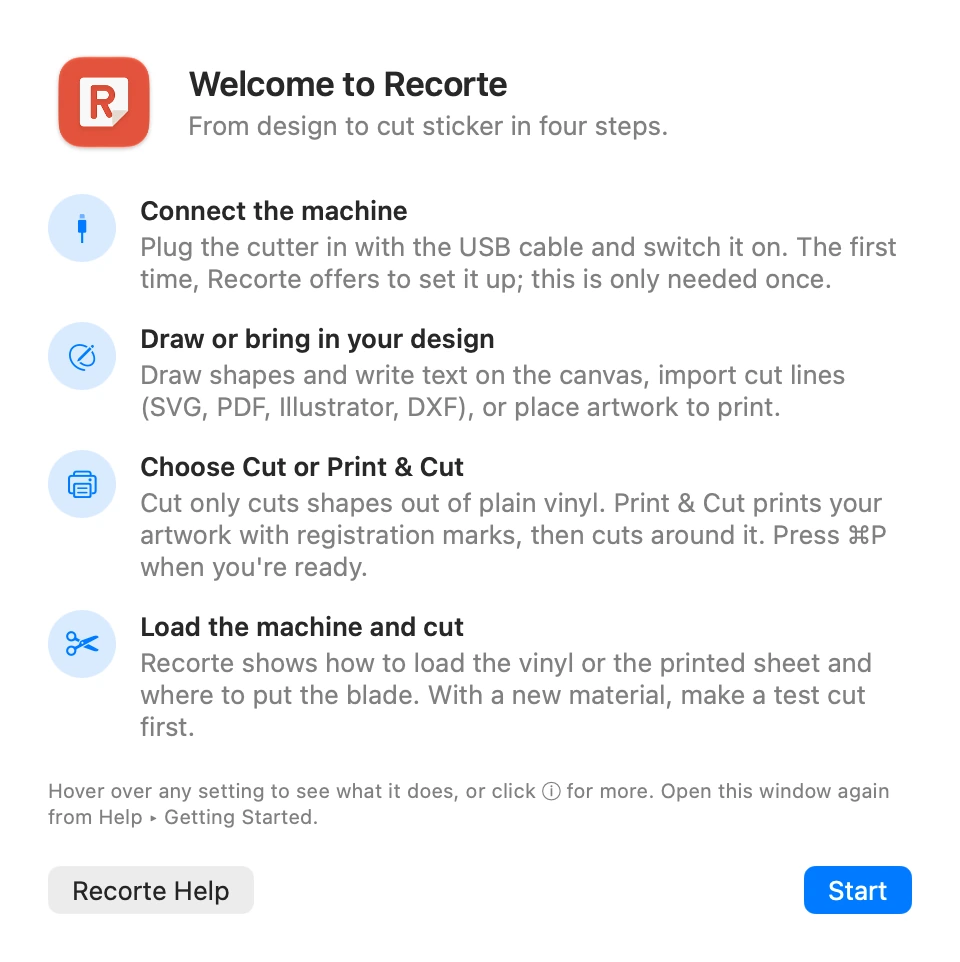 R
Welcome to Recorte
From design to cut sticker in four steps.
Connect the machine
Plug the cutter in with the USB cable and switch it on. The first
time, Recorte offers to set it up; this is only needed once.
Draw or bring in your design
Draw shapes and write text on the canvas, import cut lines
(SVG, PDF, Illustrator, DXF), or place artwork to print.
Choose Cut or Print & Cut
Cut only cuts shapes out of plain vinyl. Print & Cut prints your
artwork with registration marks, then cuts around it. Press ⌘P
when you're ready.
Load the machine and cut
Recorte shows how to load the vinyl or the printed sheet and
where to put the blade. With a new material, make a test cut
first.
Hover over any setting to see what it does, or click ⓘ for more. Open this window again
from Help ▸ Getting Started.
Recorte Help
Start